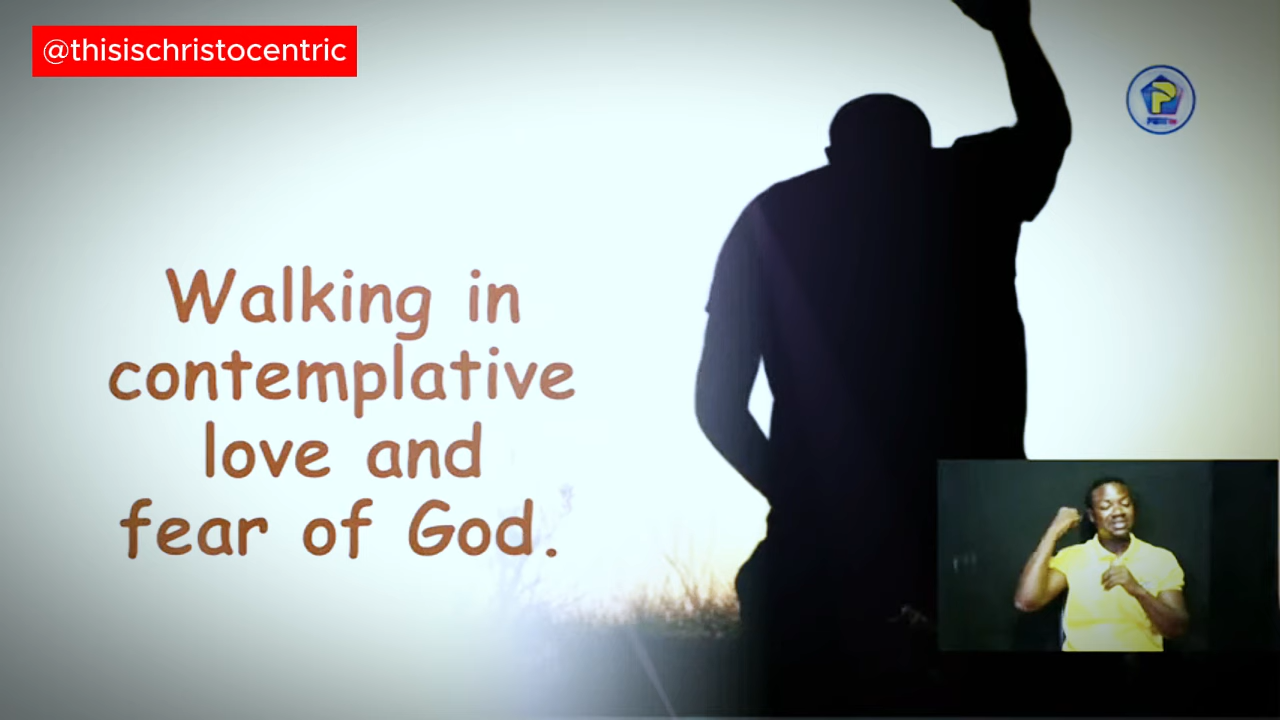 @thisischristocentric
Walking in
contemplative
love and
fear of God.